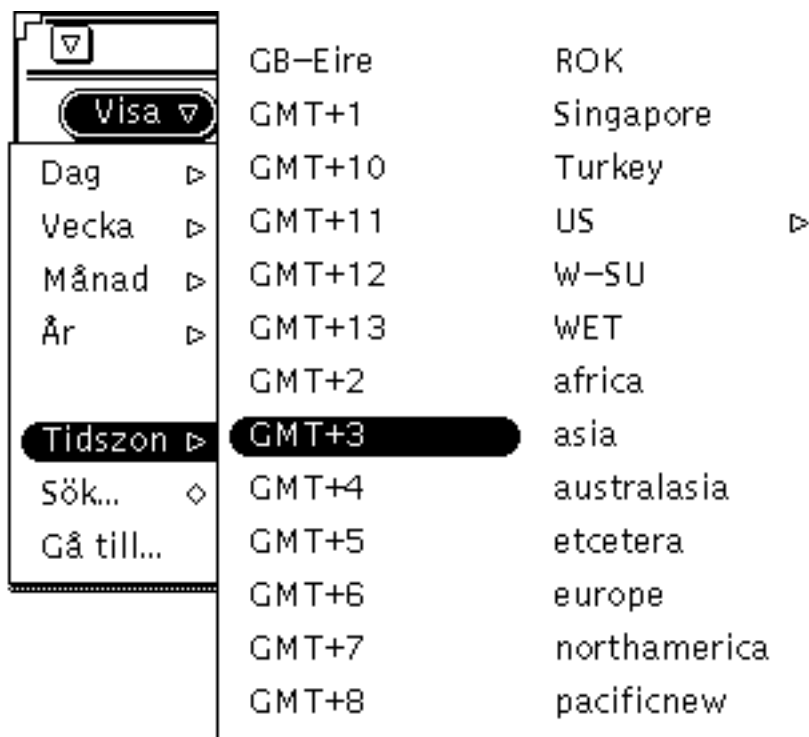 Visa
Dag
Vecka
Månad
År
Tidszon
Sök...
Gå till...
GB-Eire
GMT+1
GMT+10
GMT+11
GMT+12
GMT+13
GMT+2
GMT+3
GMT+4
GMT+5
GMT+6
GMT+7
GMT+8
ROK
Singapore
Turkey
US
W-SU
WET
africa
asia
australasia
etcetera
europe
northamerica
pacificnew